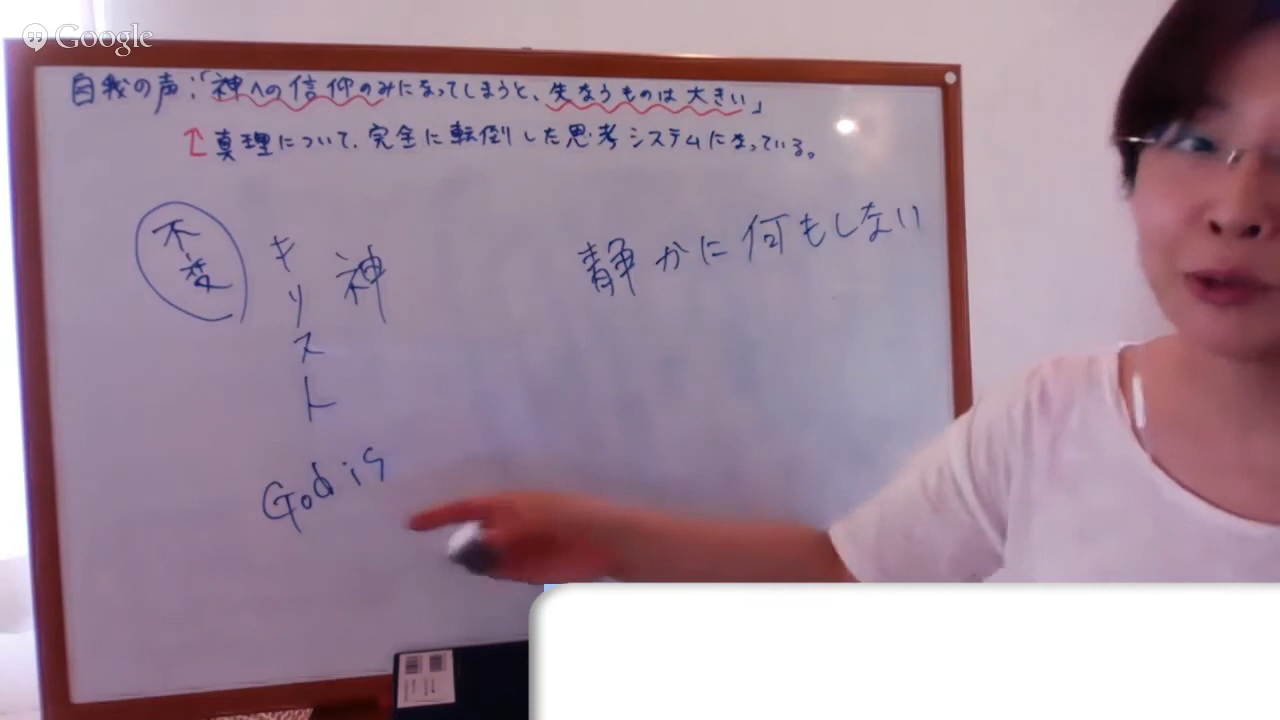 Google
自我の声:「神への信仰のみになってしまうと、失なうものは大きい」
↑真理について、完全に転倒した思考システムになっている。
静かに何もしない
不変
キリスト
神
God is